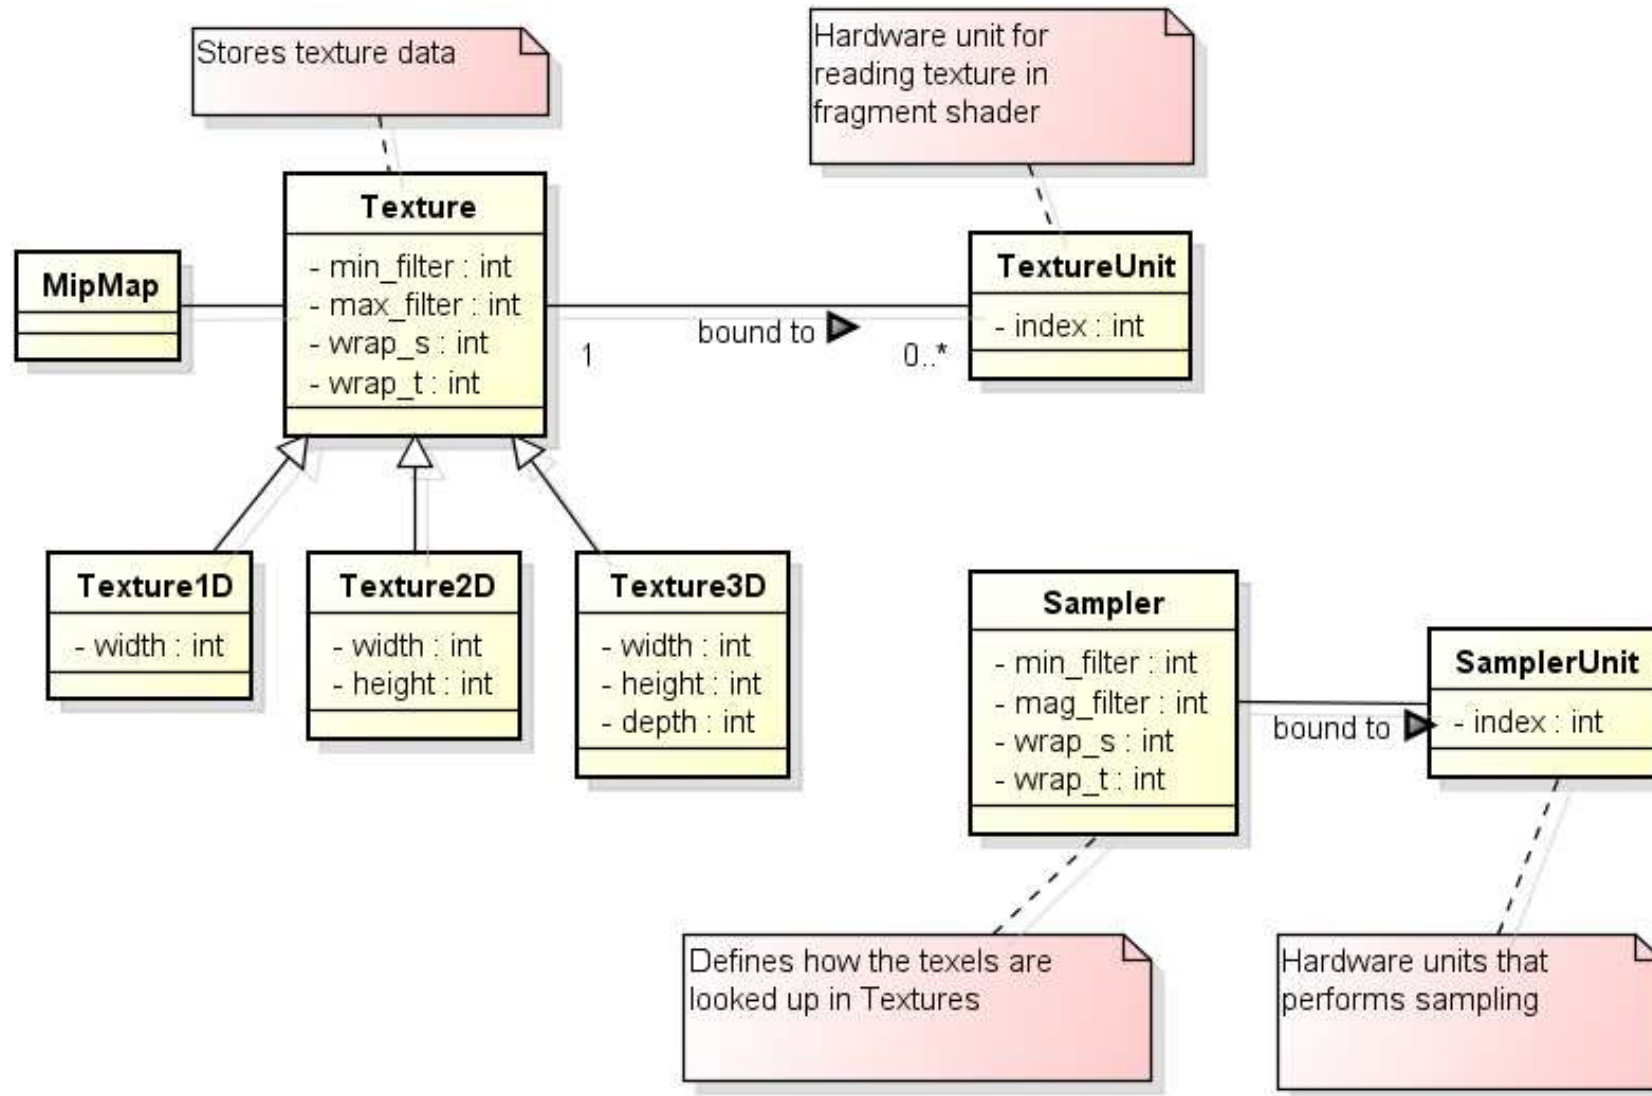 Stores texture data
Hardware unit for
reading texture in
fragment shader
Texture
- min_filter : int
- max_filter : int
- wrap_s : int
- wrap_t : int
MipMap
TextureUnit
- index : int
bound to
1
0..*
Texture1D
- width : int
Texture2D
- width : int
- height : int
Texture3D
- width : int
- height : int
- depth : int
Sampler
- min_filter : int
- mag_filter : int
- wrap_s : int
- wrap_t : int
bound to
SamplerUnit
- index : int
Defines how the texels are
looked up in Textures
Hardware units that
performs sampling